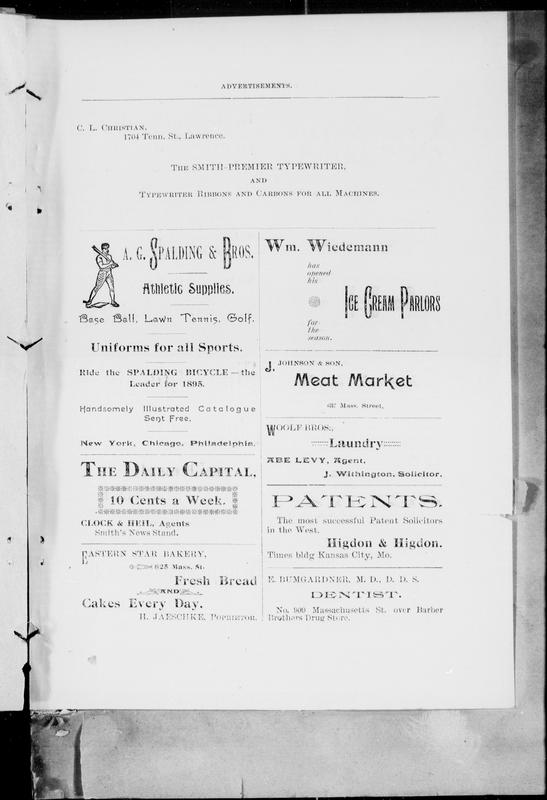 ADVERTISEMENTS.
C. L. CHRISTIAN,
1704 Tenn. St., Lawrence.
THE SMITH-PREMIER TYPEWRITER,
AND
TYPEWRITER RIBBONS AND CARBONS FOR ALL MACHINES.
A. G. SPALDING & BROS.
Athletic Supplies.
Base Ball, Lawn Tennis, Golf.
Uniforms for all Sports.
Ride the SPALDING BICYCLE—the
Leader for 1895.
Handsomely Illustrated Catalogue
Sent Free.
New York, Chicago, Philadelphia.
THE DAILY CAPITAL,
10 Cents a Week.
CLOCK & HEIL, Agents
Smith's News Stand.
EASTERN STAR BAKERY,
825 Mass. St.
Fresh Bread
AND
Cakes Every Day.
H. JAESCHKE, PROPRIETOR.
Wm. Wiedemann
has
opened
his
ICE CREAM PARLORS
for
the
season.
J. JOHNSON & SON,
Meat Market
Mass. Street,
WOOLF BROS.,
Laundry
ABE LEVY, Agent,
J. Withington, Solicitor.
PATENTS.
The most successful Patent Solicitors
in the West.
Higdon & Higdon.
Times bldg Kansas City, Mo.
E. BUMGARDNER, M. D., D. D. S.
DENTIST.
No. 900 Massachusetts St. over Barber
Brothers Drug Store.